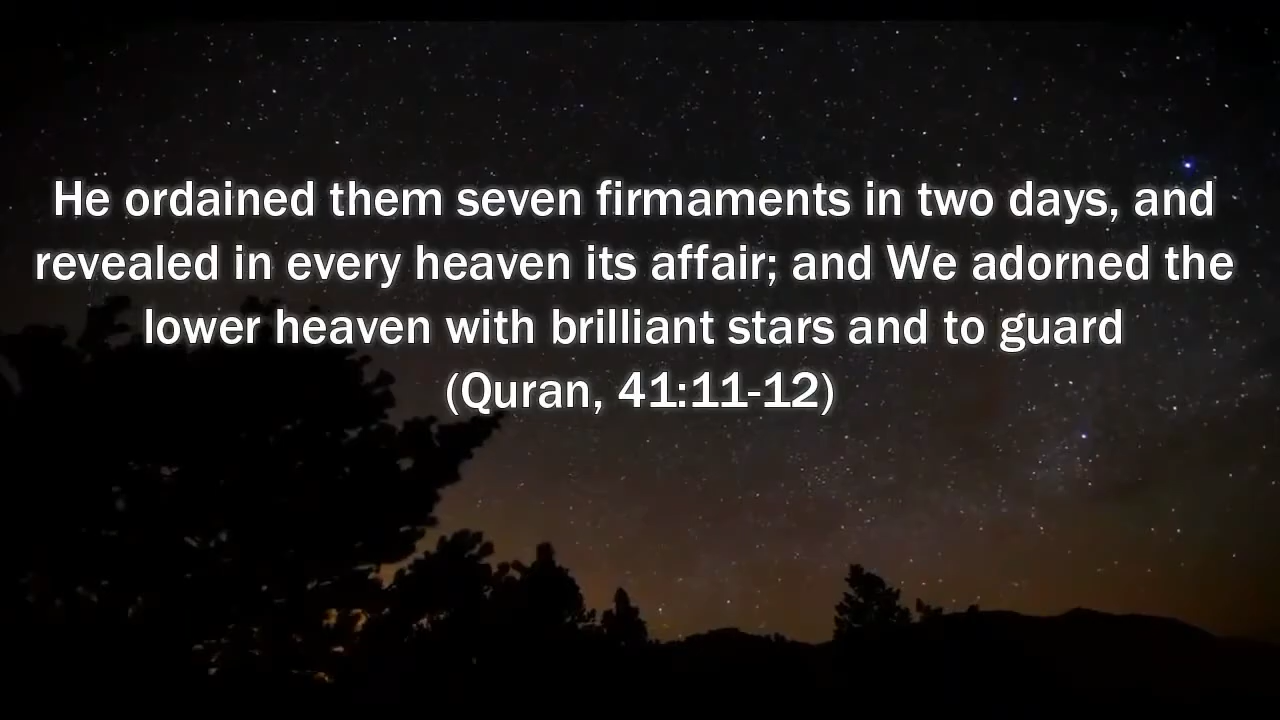 He ordained them seven firmaments in two days, and
revealed in every heaven its affair; and We adorned the
lower heaven with brilliant stars and to guard
(Quran, 41:11-12)